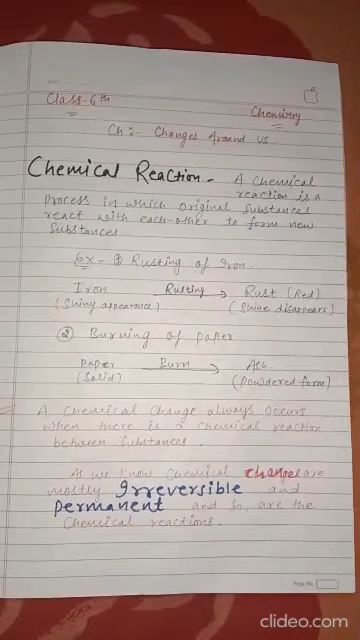 Class-6th
Chemistry
Ch:- Changes Around us.
Chemical Reaction - A Chemical
reaction is a
process in which original substances
react with each-other to form new
Substances.
Ex- ① Rusting of Iron.
Iron Rusting → Rust (Red)
(Shiny appearance) (Shine disappears)
② Burning of paper
Paper Burn → Ash
(Solid) (Powdered form)
A Chemical Change always Occurs
when there is a chemical reaction
between Substances.
As we know Chemical changes are
mostly Irreversible and
permanent and so, are the
Chemical reactions.
Page No.
clideo.com